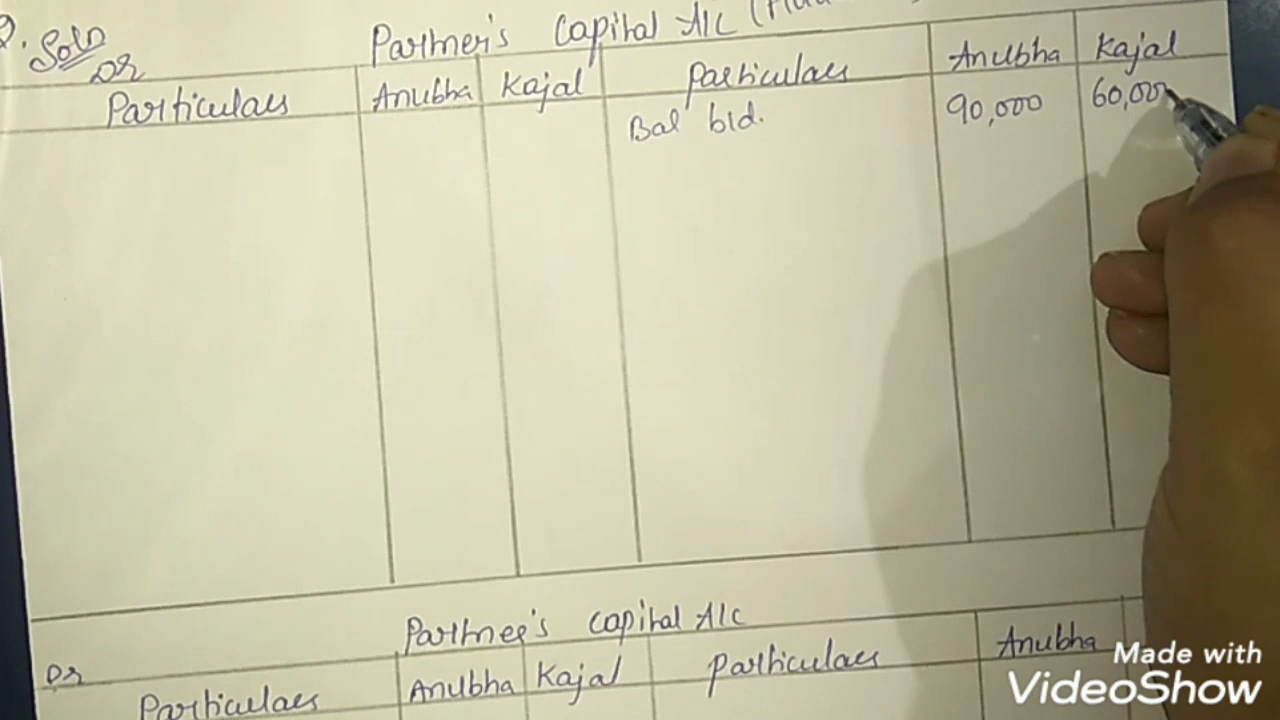 Soln
Dr
Partner's Capital A/C
Particulars Anubha Kajal Particulars Anubha Kajal
Bal b/d. 90,000 60,000
Partner's capital A/C
Dr
Particulars Anubha Kajal Particulars Anubha
Made with
VideoShow